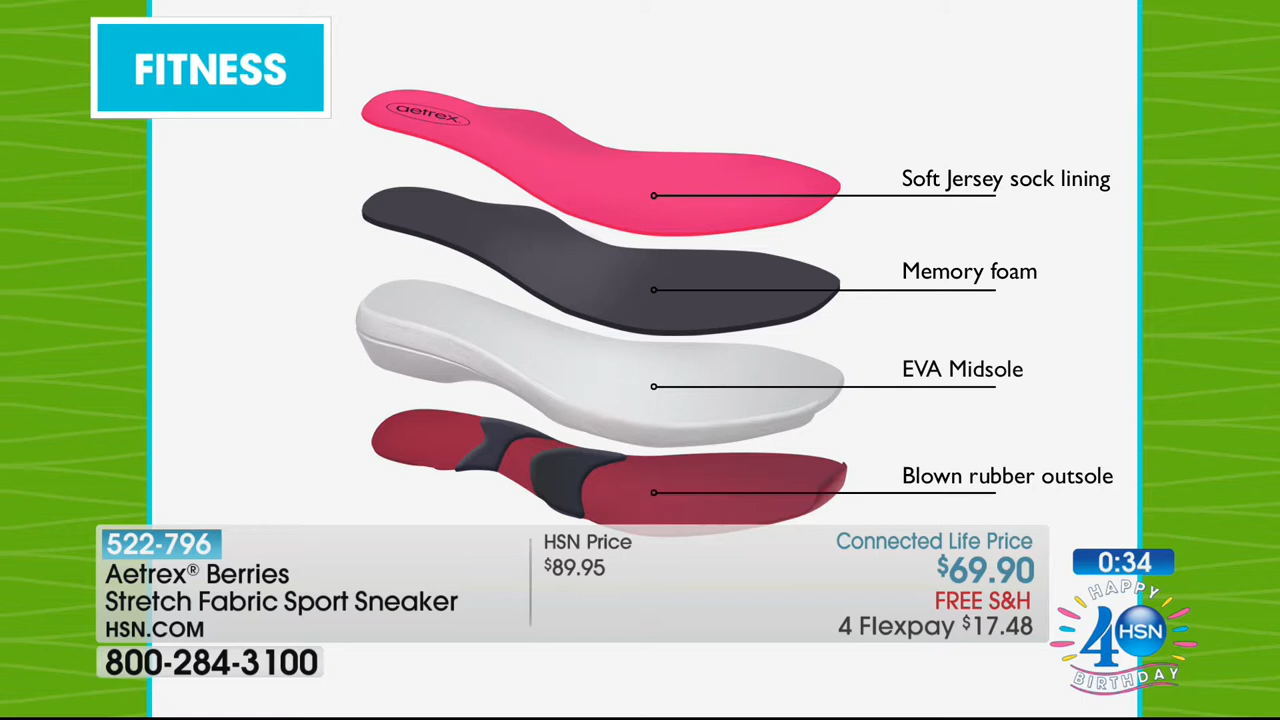 FITNESS
aetrex
Soft Jersey sock lining
Memory foam
EVA Midsole
Blown rubber outsole
522-796
Aetrex® Berries
Stretch Fabric Sport Sneaker
HSN.COM
800-284-3100
HSN Price
$89.95
Connected Life Price
$69.90
FREE S&H
4 Flexpay $17.48
0:34
HAPPY
40 HSN
BIRTHDAY